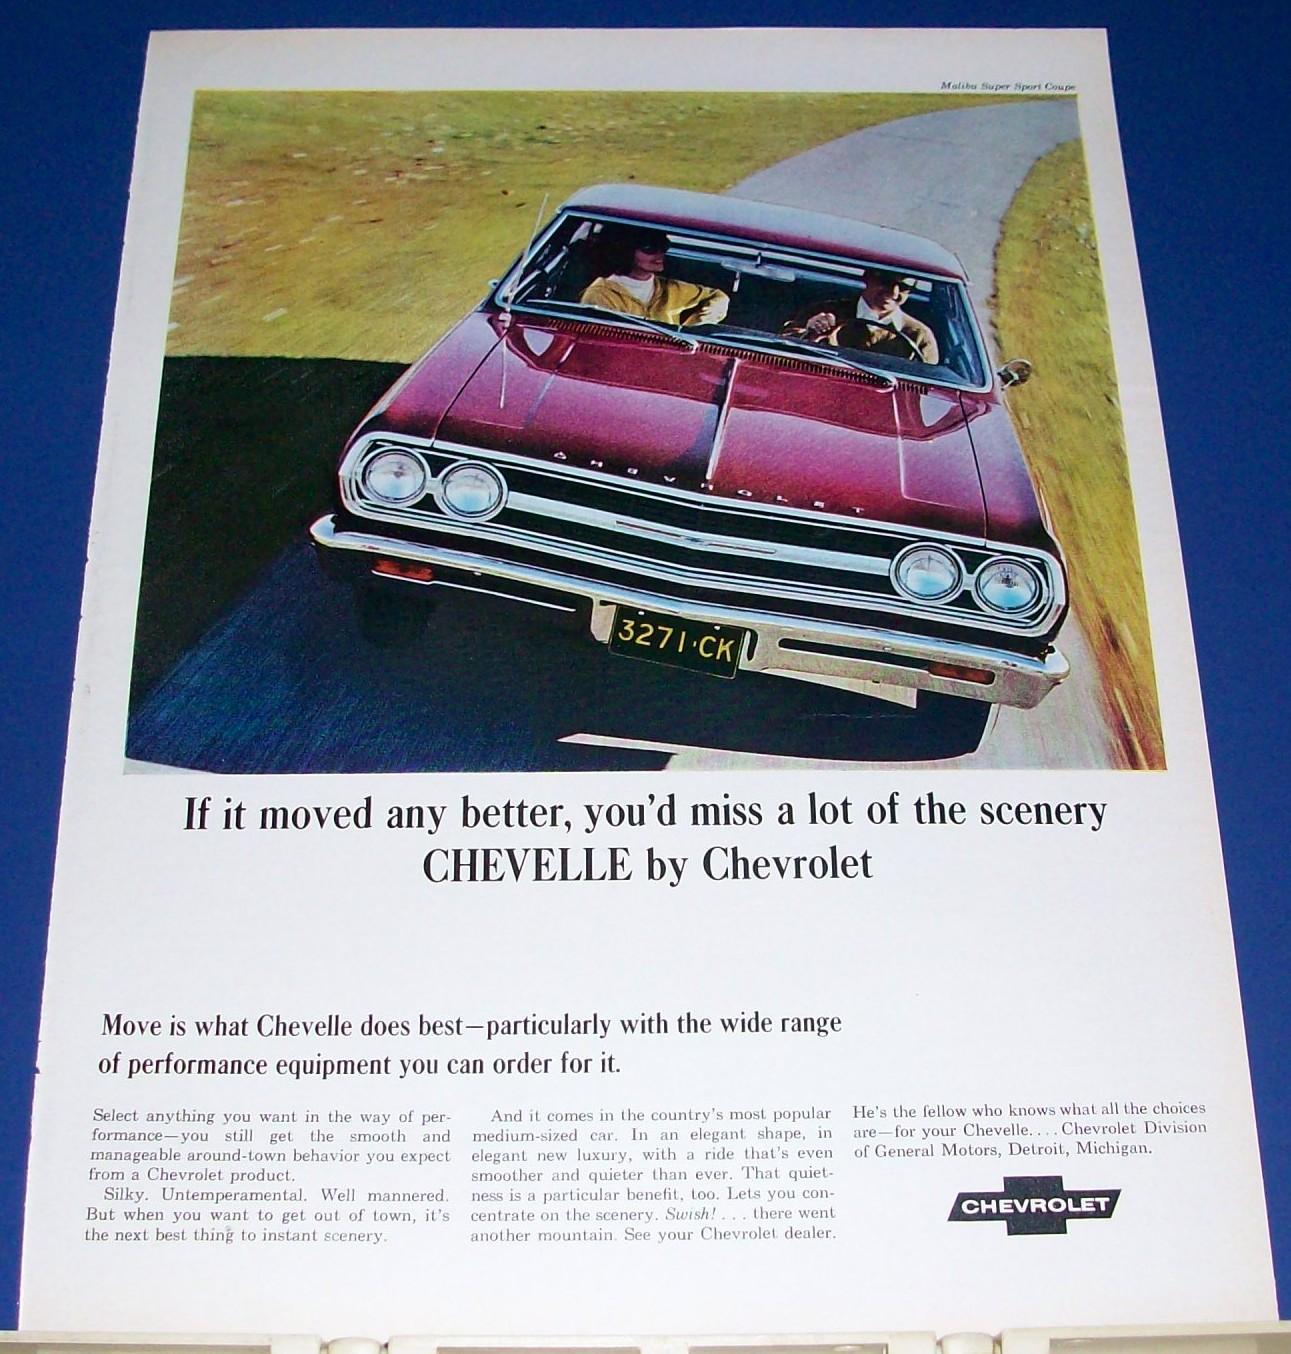 Malibu Super Sport Coupe
CHEVROLET
3271·CK
If it moved any better, you'd miss a lot of the scenery
CHEVELLE by Chevrolet
Move is what Chevelle does best—particularly with the wide range
of performance equipment you can order for it.
Select anything you want in the way of per-
formance—you still get the smooth and
manageable around-town behavior you expect
from a Chevrolet product.
Silky. Untemperamental. Well mannered.
But when you want to get out of town, it's
the next best thing to instant scenery.
And it comes in the country's most popular
medium-sized car. In an elegant shape, in
elegant new luxury, with a ride that's even
smoother and quieter than ever. That quiet-
ness is a particular benefit, too. Lets you con-
centrate on the scenery. Swish! . . . there went
another mountain. See your Chevrolet dealer.
He's the fellow who knows what all the choices
are—for your Chevelle. . . . Chevrolet Division
of General Motors, Detroit, Michigan.
CHEVROLET